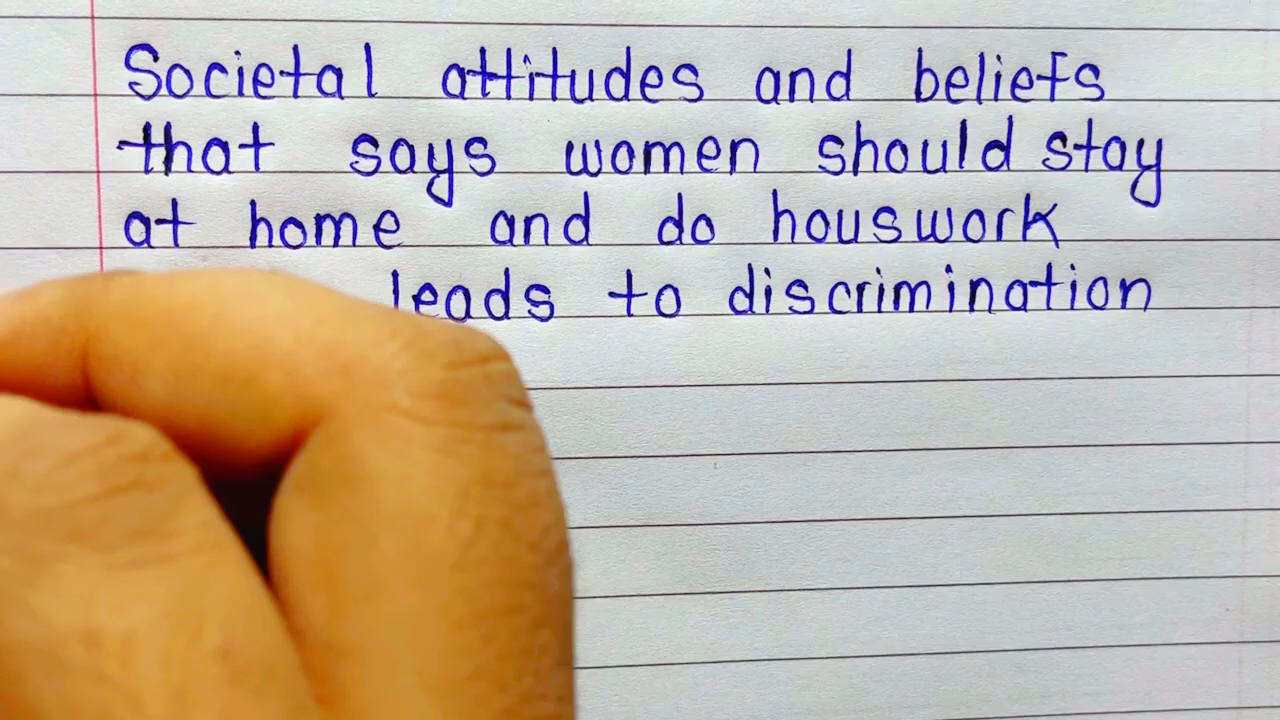 Societal attitudes and beliefs
that says women should stay
at home and do houswork
leads to discrimination